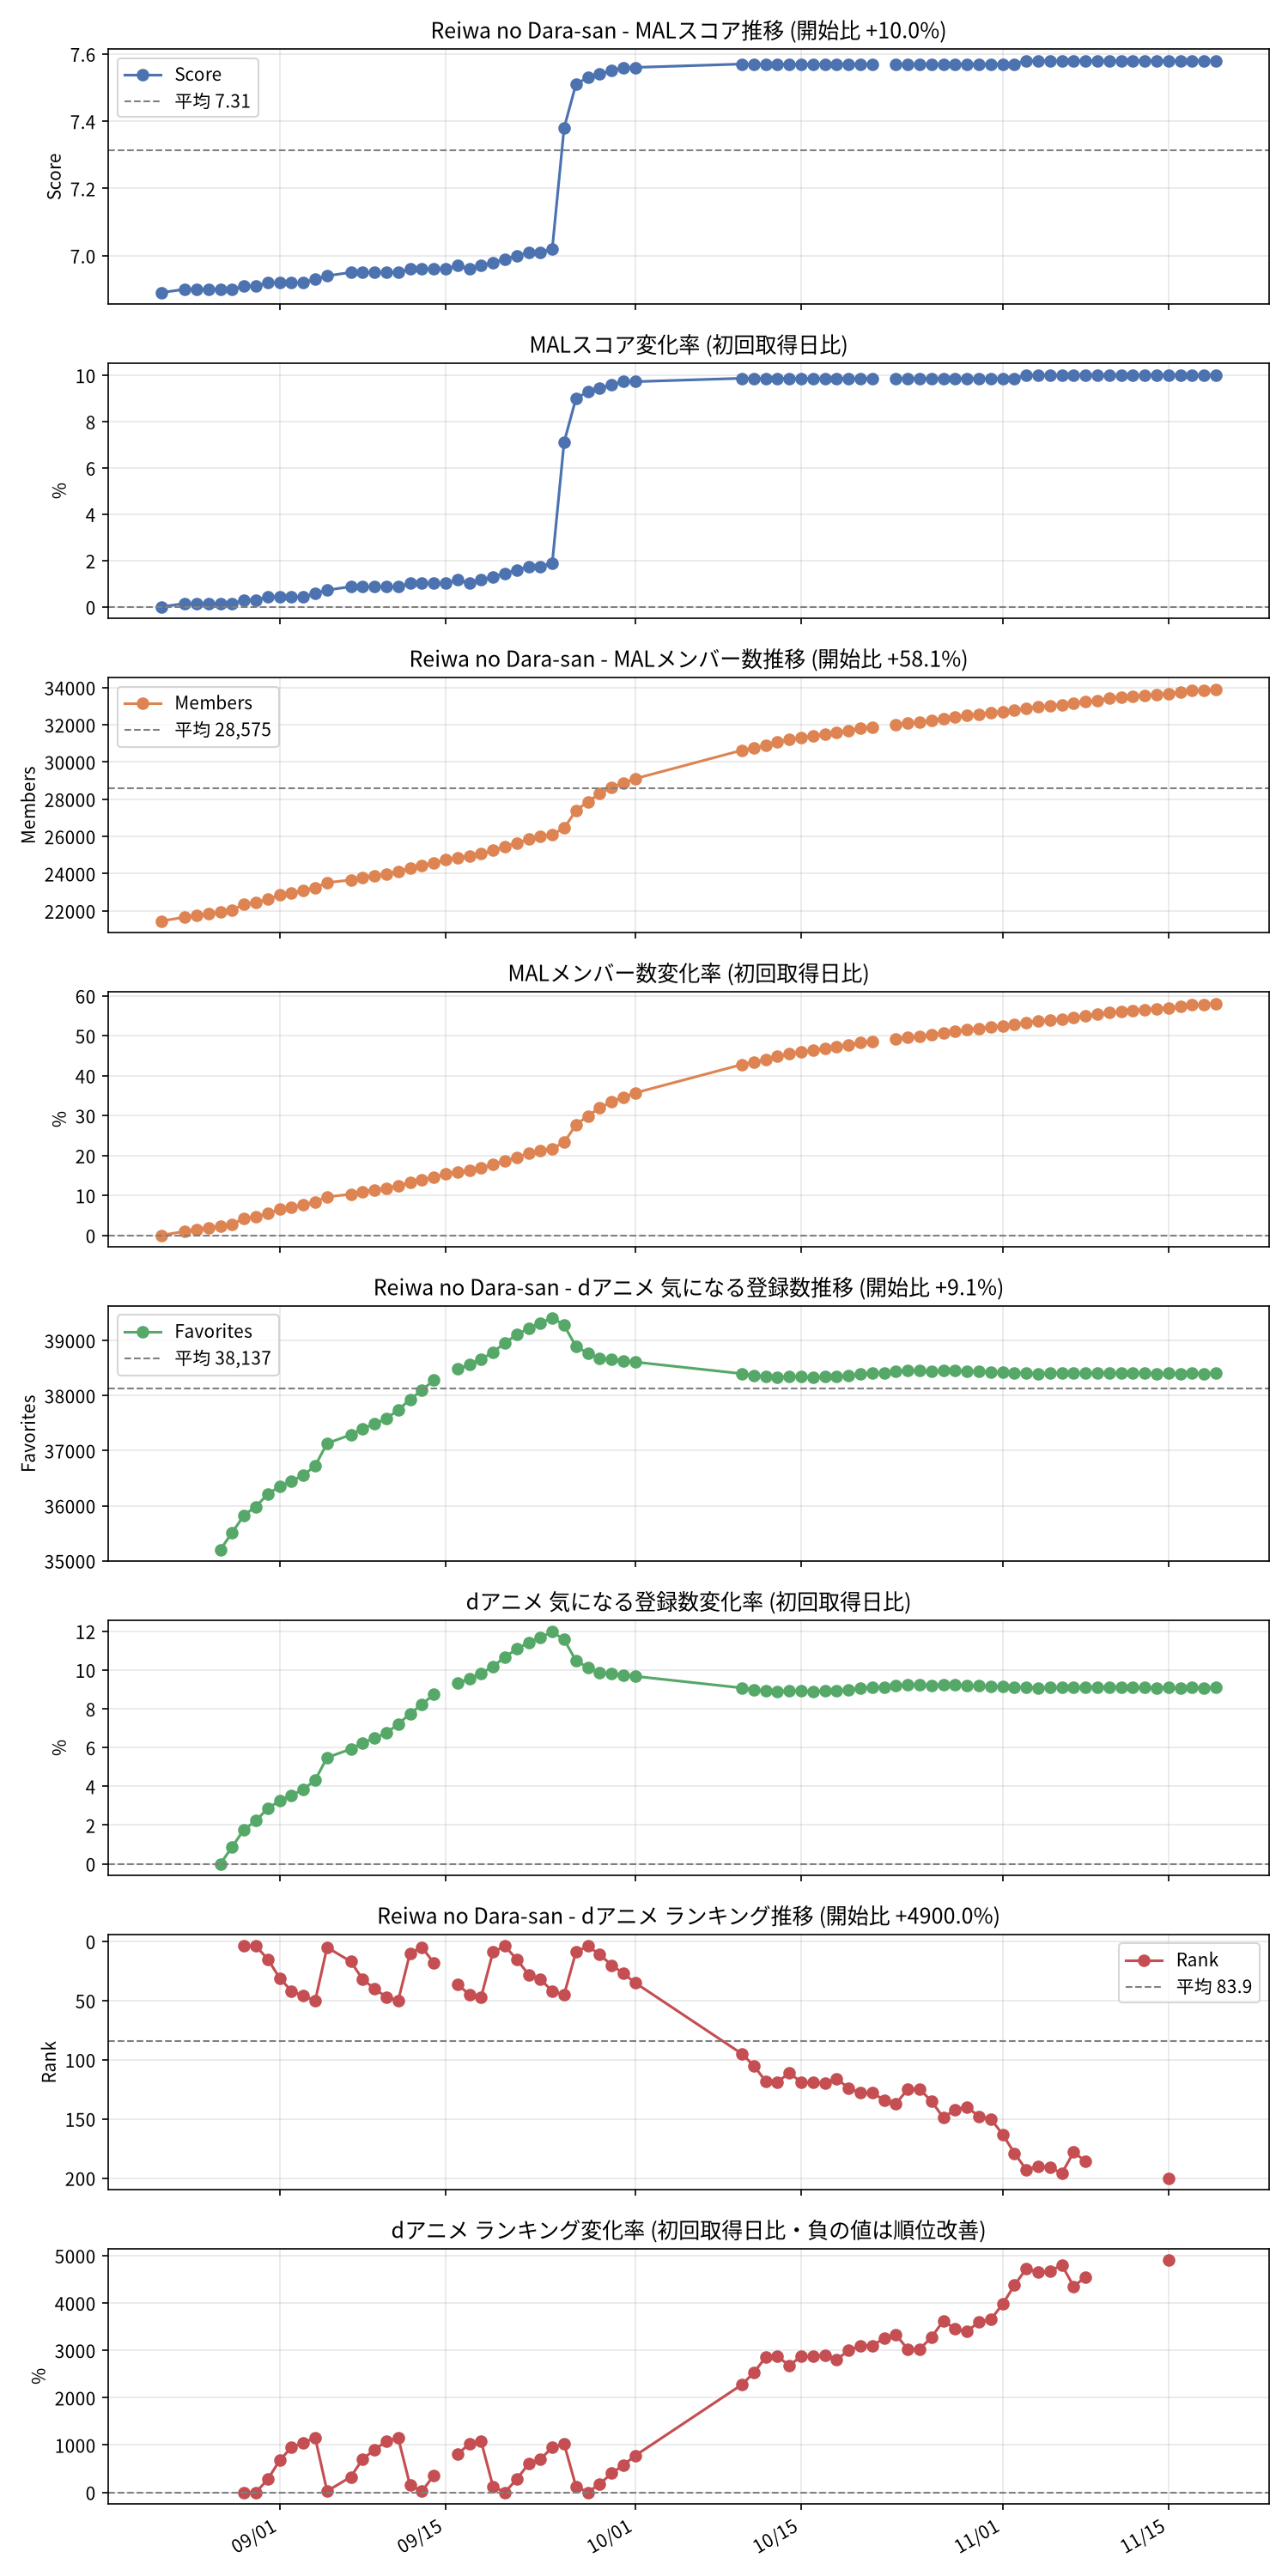 Reiwa no Dara-san - MALスコア推移 (開始比 +10.0%)
7.6
7.4
7.2
7.0
Score
Score
平均 7.31
MALスコア変化率 (初回取得日比)
10
8
6
4
2
0
%
Reiwa no Dara-san - MALメンバー数推移 (開始比 +58.1%)
34000
32000
30000
28000
26000
24000
22000
Members
Members
平均 28,575
MALメンバー数変化率 (初回取得日比)
60
50
40
30
20
10
0
%
Reiwa no Dara-san - dアニメ 気になる登録数推移 (開始比 +9.1%)
39000
38000
37000
36000
35000
Favorites
Favorites
平均 38,137
dアニメ 気になる登録数変化率 (初回取得日比)
12
10
8
6
4
2
0
%
Reiwa no Dara-san - dアニメ ランキング推移 (開始比 +4900.0%)
0
50
100
150
200
Rank
Rank
平均 83.9
dアニメ ランキング変化率 (初回取得日比・負の値は順位改善)
5000
4000
3000
2000
1000
0
%
09/01
09/15
10/01
10/15
11/01
11/15